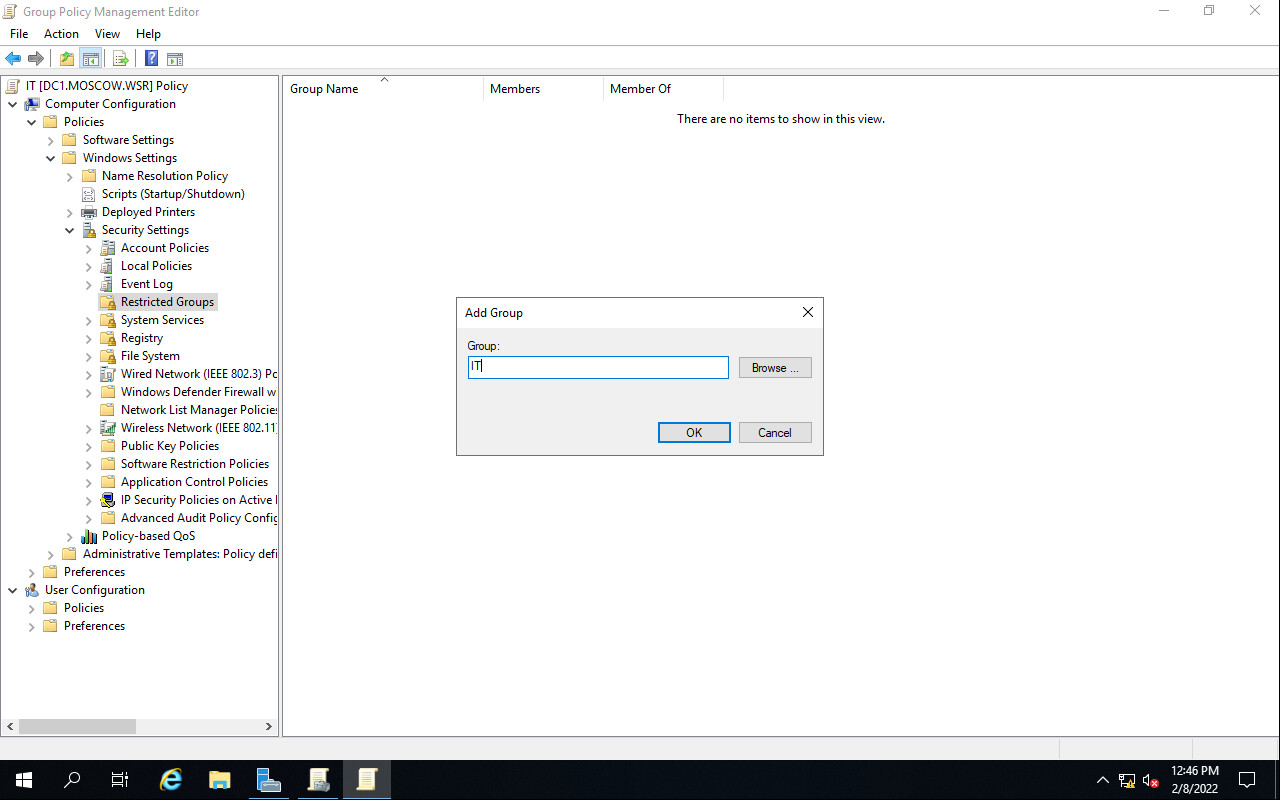 Group Policy Management Editor
File Action View Help
IT [DC1.MOSCOW.WSR] Policy
Computer Configuration
Policies
Software Settings
Windows Settings
Name Resolution Policy
Scripts (Startup/Shutdown)
Deployed Printers
Security Settings
Account Policies
Local Policies
Event Log
Restricted Groups
System Services
Registry
File System
Wired Network (IEEE 802.3) Pc
Windows Defender Firewall w
Network List Manager Policies
Wireless Network (IEEE 802.11)
Public Key Policies
Software Restriction Policies
Application Control Policies
IP Security Policies on Active
Advanced Audit Policy Config
Policy-based QoS
Administrative Templates: Policy defi
Preferences
User Configuration
Policies
Preferences
Group Name Members Member Of
There are no items to show in this view.
Add Group
Group:
IT
Browse ...
OK Cancel
12:46 PM
2/8/2022